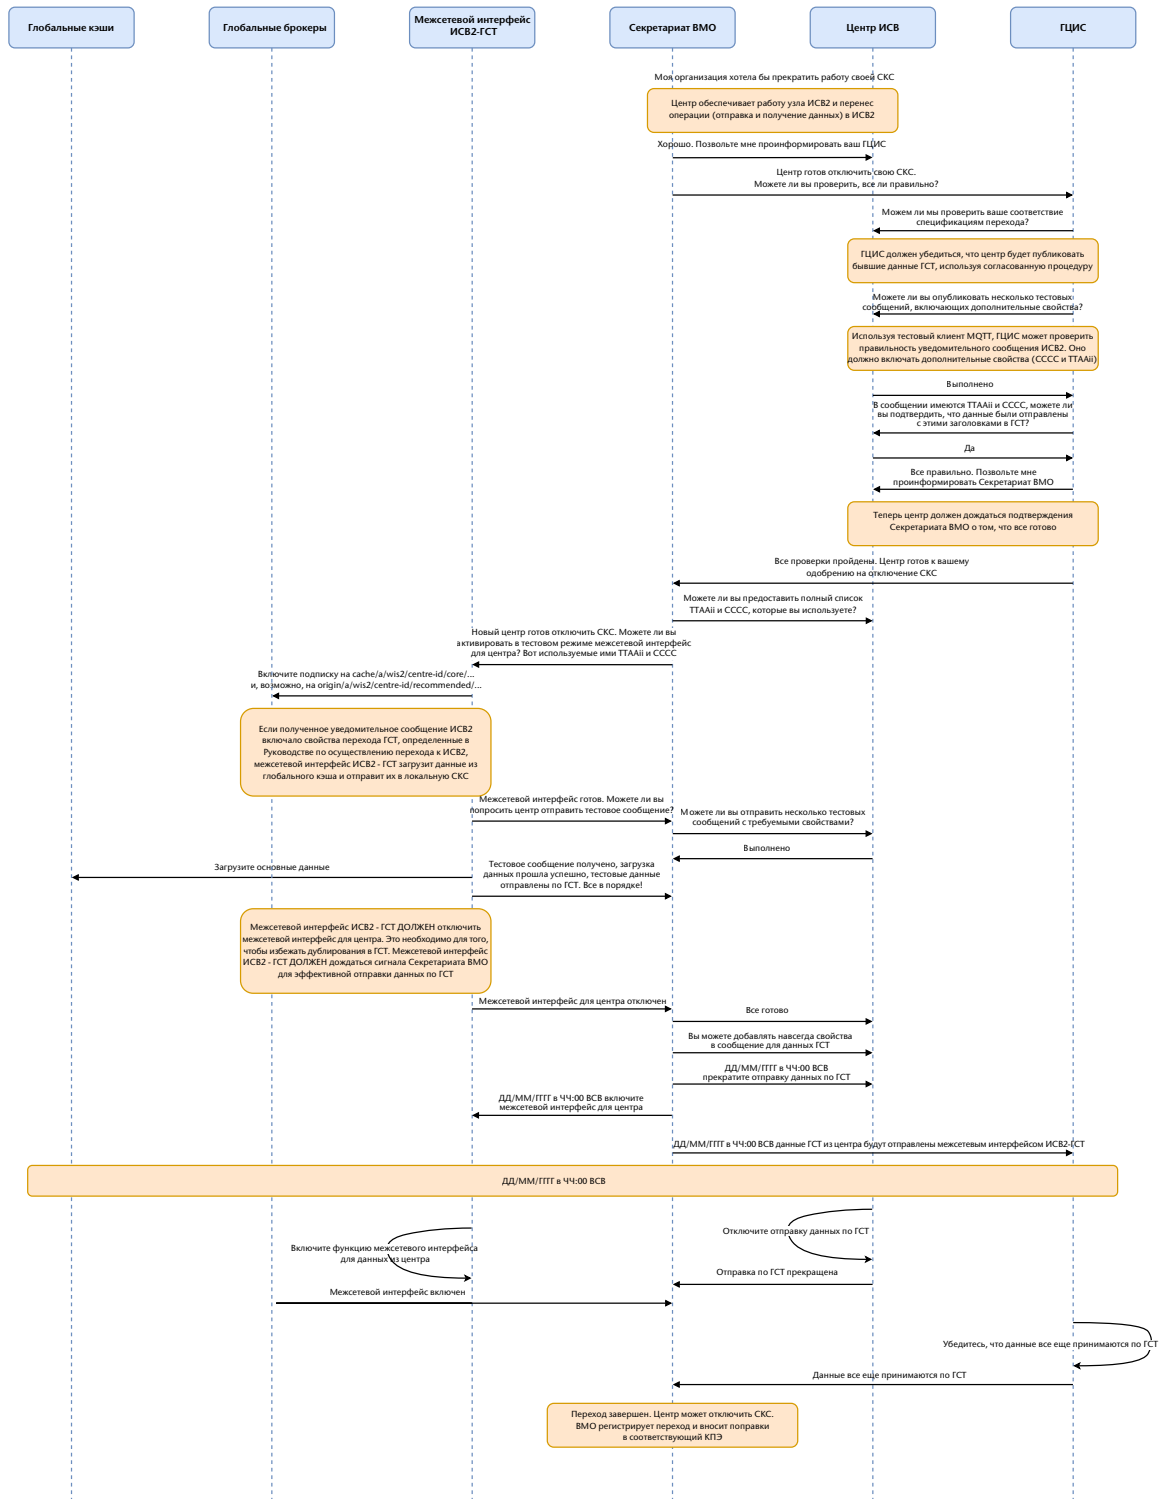 Глобальные кэши
Глобальные брокеры
Межсетевой интерфейс
ИСВ2-ГСТ
Секретариат ВМО
Центр ИСВ
ГЦИС
Моя организация хотела бы прекратить работу своей СКС
Центр обеспечивает работу узла ИСВ2 и перенес
операции (отправка и получение данных) в ИСВ2
Хорошо. Позвольте мне проинформировать ваш ГЦИС
Центр готов отключить свою СКС.
Можете ли вы проверить, все ли правильно?
Можем ли мы проверить ваше соответствие
спецификациям перехода?
ГЦИС должен убедиться, что центр будет публиковать
бывшие данные ГСТ, используя согласованную процедуру
Можете ли вы опубликовать несколько тестовых
сообщений, включающих дополнительные свойства?
Используя тестовый клиент MQTT, ГЦИС может проверить
правильность уведомительного сообщения ИСВ2. Оно
должно включать дополнительные свойства (CCCC и TTAAii)
Выполнено
В сообщении имеются TTAAii и CCCC, можете ли
вы подтвердить, что данные были отправлены
с этими заголовками в ГСТ?
Да
Все правильно. Позвольте мне
проинформировать Секретариат ВМО
Теперь центр должен дождаться подтверждения
Секретариата ВМО о том, что все готово
Все проверки пройдены. Центр готов к вашему
одобрению на отключение СКС
Можете ли вы предоставить полный список
TTAAii и CCCC, которые вы используете?
Новый центр готов отключить СКС. Можете ли вы
активировать в тестовом режиме межсетевой интерфейс
для центра? Вот используемые ими TTAAii и CCCC
Включите подписку на cache/a/wis2/centre-id/core/...
и, возможно, на origin/a/wis2/centre-id/recommended/...
Если полученное уведомительное сообщение ИСВ2
включало свойства перехода ГСТ, определенные в
Руководстве по осуществлению перехода к ИСВ2,
межсетевой интерфейс ИСВ2 - ГСТ загрузит данные из
глобального кэша и отправит их в локальную СКС
Межсетевой интерфейс готов. Можете ли вы
попросить центр отправить тестовое сообщение?
Можете ли вы отправить несколько тестовых
сообщений с требуемыми свойствами?
Выполнено
Загрузите основные данные
Тестовое сообщение получено, загрузка
данных прошла успешно, тестовые данные
отправлены по ГСТ. Все в порядке!
Межсетевой интерфейс ИСВ2 - ГСТ ДОЛЖЕН отключить
межсетевой интерфейс для центра. Это необходимо для того,
чтобы избежать дублирования в ГСТ. Межсетевой интерфейс
ИСВ2 - ГСТ ДОЛЖЕН дождаться сигнала Секретариата ВМО
для эффективной отправки данных по ГСТ
Межсетевой интерфейс для центра отключен
Все готово
Вы можете добавлять навсегда свойства
в сообщение для данных ГСТ
ДД/ММ/ГГГГ в ЧЧ:00 ВСВ
прекратите отправку данных по ГСТ
ДД/ММ/ГГГГ в ЧЧ:00 ВСВ включите
межсетевой интерфейс для центра
ДД/ММ/ГГГГ в ЧЧ:00 ВСВ данные ГСТ из центра будут отправлены межсетевым интерфейсом ИСВ2-ГСТ
ДД/ММ/ГГГГ в ЧЧ:00 ВСВ
Отключите отправку данных по ГСТ
Включите функцию межсетевого интерфейса
для данных из центра
Отправка по ГСТ прекращена
Межсетевой интерфейс включен
Убедитесь, что данные все еще принимаются по ГСТ
Данные все еще принимаются по ГСТ
Переход завершен. Центр может отключить СКС.
ВМО регистрирует переход и вносит поправки
в соответствующий КПЭ